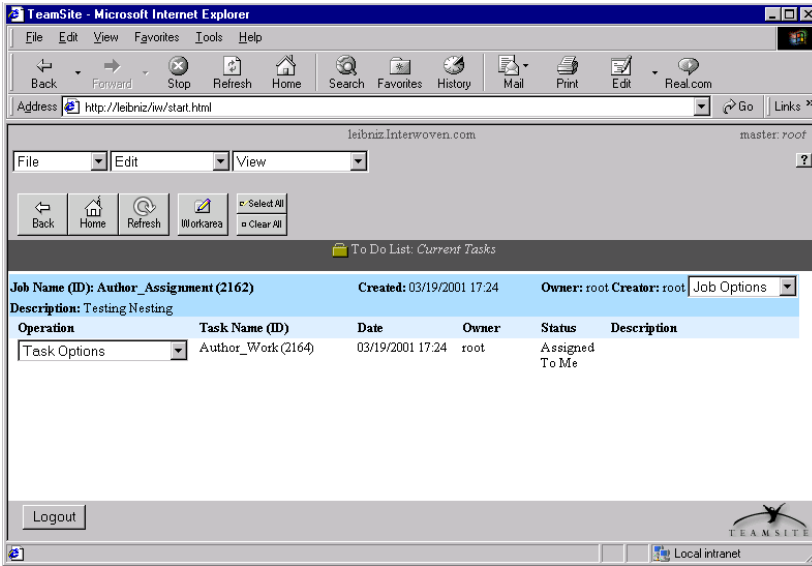 TeamSite - Microsoft Internet Explorer
File Edit View Favorites Tools Help
Back Forward Stop Refresh Home Search Favorites History Mail Print Edit Real.com
Address http://leibniz/iw/start.html Go Links »
leibniz.Interwoven.com master: root
File Edit View ?
Back Home Refresh Workarea Select All
Clear All
To Do List: Current Tasks
Job Name (ID): Author_Assignment (2162) Created: 03/19/2001 17:24 Owner: root Creator: root Job Options
Description: Testing Nesting
Operation Task Name (ID) Date Owner Status Description
Task Options Author_Work (2164) 03/19/2001 17:24 root Assigned
To Me
Logout
TEAMSITE
Local intranet